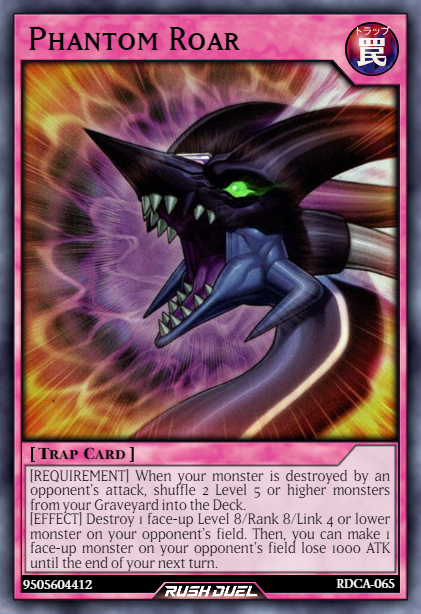 Phantom Roar
トラップ
罠
[ Trap Card ]
[REQUIREMENT] When your monster is destroyed by an
opponent's attack, shuffle 2 Level 5 or higher monsters
from your Graveyard into the Deck.
[EFFECT] Destroy 1 face-up Level 8/Rank 8/Link 4 or lower
monster on your opponent's field. Then, you can make 1
face-up monster on your opponent's field lose 1000 ATK
until the end of your next turn.
9505604412
RUSH DUEL
RDCA-065